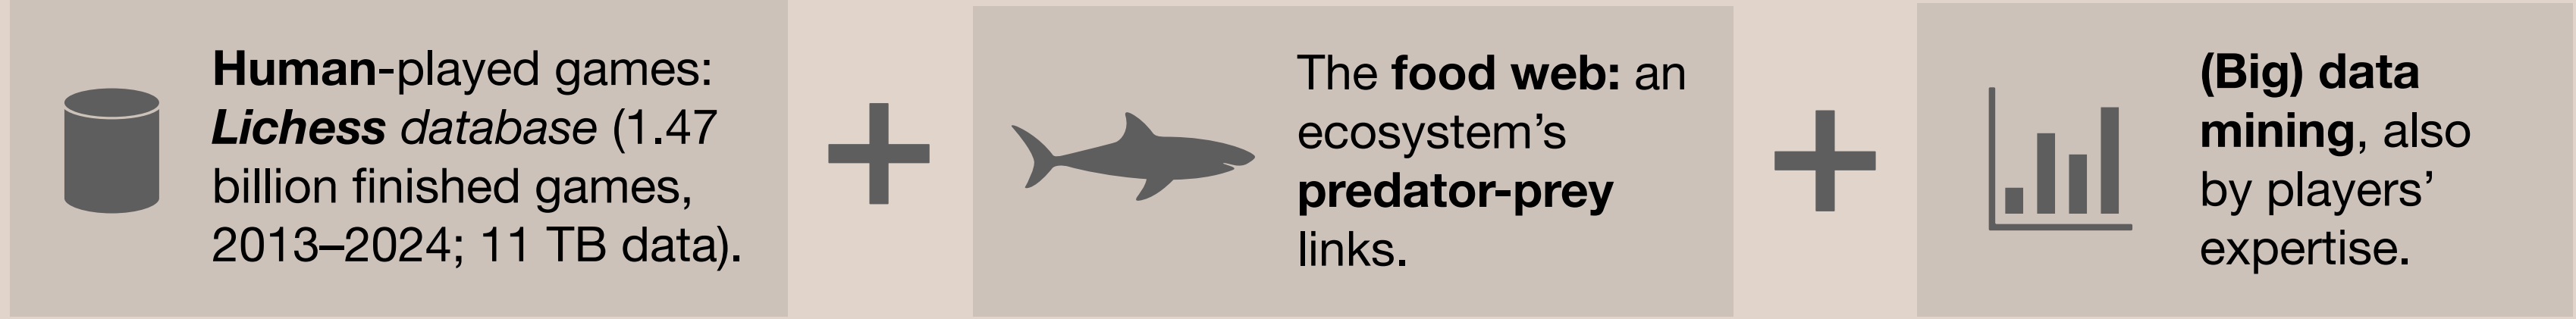 Human-played games:
Lichess database (1.47
billion finished games,
2013–2024; 11 TB data).
The food web: an
ecosystem’s
predator-prey
links.
(Big) data
mining, also
by players’
expertise.